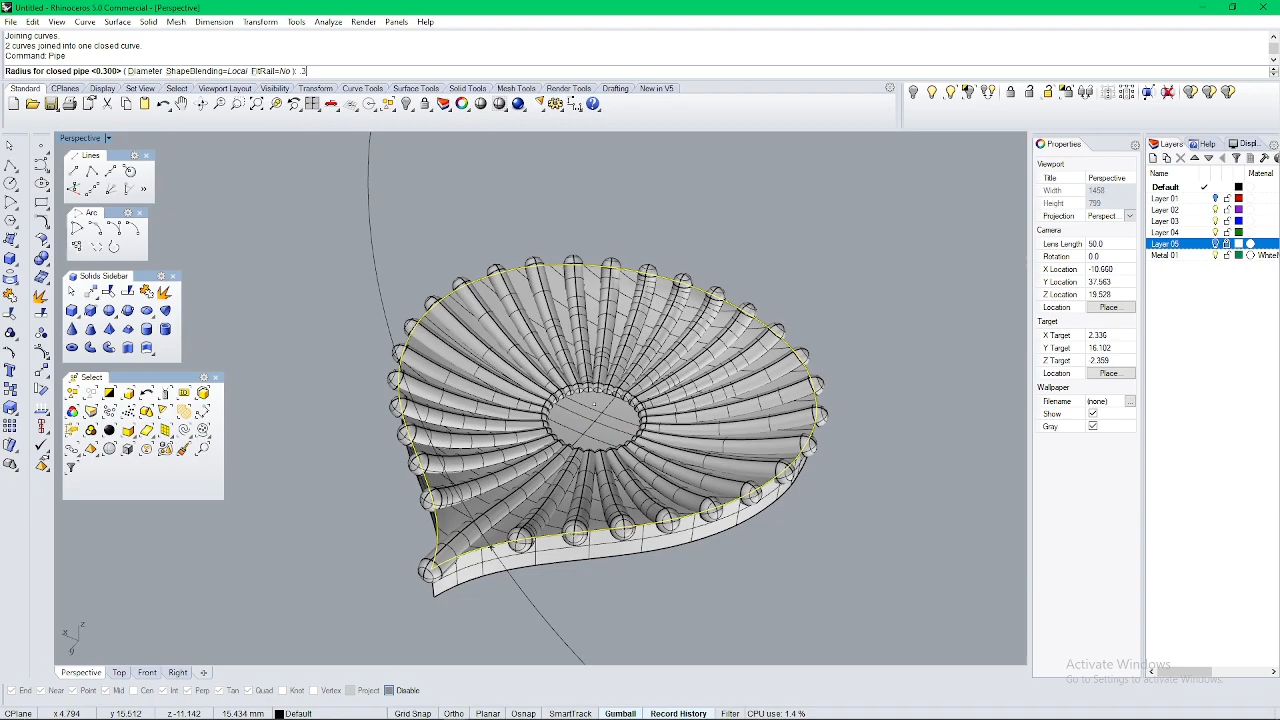 Untitled - Rhinoceros 5.0 Commercial - [Perspective]
File Edit View Curve Surface Solid Mesh Dimension Transform Tools Analyze Render Panels Help
Joining curves.
2 curves joined into one closed curve.
Command: Pipe
Radius for closed pipe <0.300> ( Diameter ShapeBlending=Local FitRail=No ): .3
Standard CPlanes Display Set View Select Viewport Layout Visibility Transform Curve Tools Surface Tools Solid Tools Mesh Tools Render Tools Drafting New in V5
Perspective
Lines
Arc
Solids Sidebar
Select
Properties
Viewport
Title Perspective
Width 1458
Height 799
Projection Perspect...
Camera
Lens Length 50.0
Rotation 0.0
X Location -10.660
Y Location 37.563
Z Location 19.528
Location Place...
Target
X Target 2.336
Y Target 16.102
Z Target -2.359
Location Place...
Wallpaper
Filename (none) ...
Show
Gray
Layers Help Displ...
Name Material
Default
Layer 01
Layer 02
Layer 03
Layer 04
Layer 05
Metal 01 White
z
x
y
Activate Windows
Go to Settings to activate Windows.
Perspective Top Front Right
End Near Point Mid Cen Int Perp Tan Quad Knot Vertex Project Disable
CPlane x 4.794 y 15.512 z -11.142 15.434 mm Default Grid Snap Ortho Planar Osnap SmartTrack Gumball Record History Filter CPU use: 1.4 %